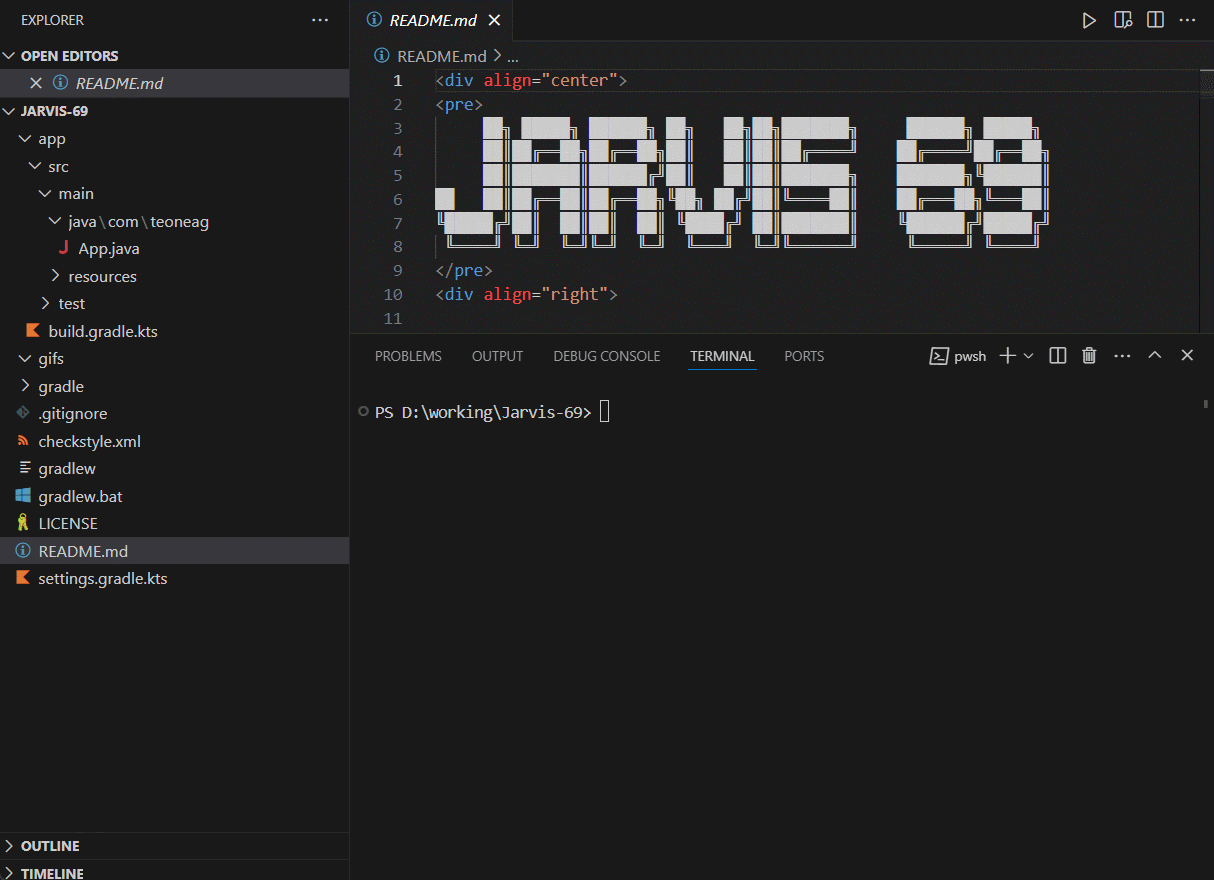 EXPLORER
OPEN EDITORS
README.md
JARVIS-69
app
src
main
java\com\teoneag
App.java
resources
test
build.gradle.kts
gifs
gradle
.gitignore
checkstyle.xml
gradlew
gradlew.bat
LICENSE
README.md
settings.gradle.kts
OUTLINE
TIMELINE
README.md
README.md > ...
1 <div align="center">
2 <pre>
3
4
5
6
7
8
JARVIS 69
9 </pre>
10 <div align="right">
11
PROBLEMS OUTPUT DEBUG CONSOLE TERMINAL PORTS pwsh
PS D:\working\Jarvis-69>